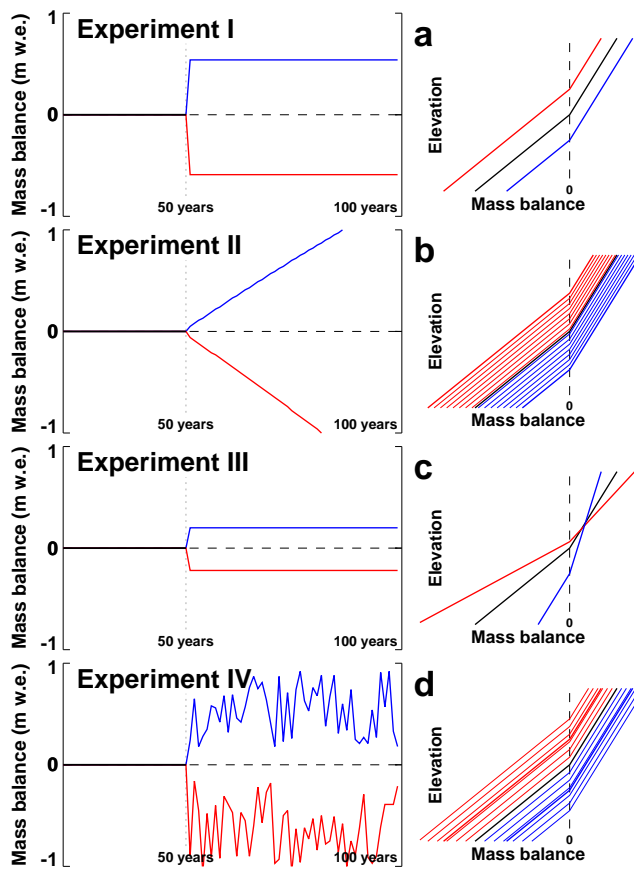 Experiment I
Mass balance (m w.e.)
1
0
-1
50 years
100 years
a
Elevation
0
Mass balance
Experiment II
Mass balance (m w.e.)
1
0
-1
50 years
100 years
b
Elevation
0
Mass balance
Experiment III
Mass balance (m w.e.)
1
0
-1
50 years
100 years
c
Elevation
0
Mass balance
Experiment IV
Mass balance (m w.e.)
1
0
-1
50 years
100 years
d
Elevation
0
Mass balance